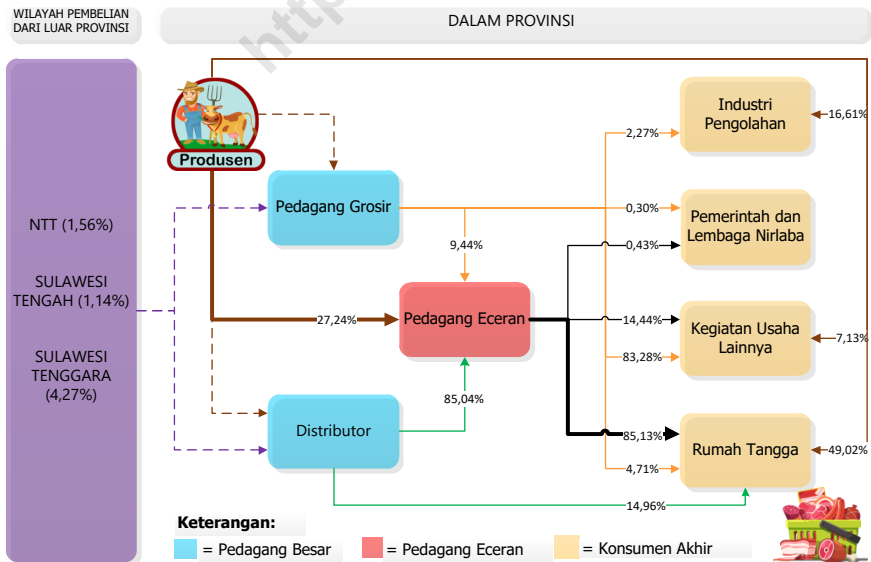 WILAYAH PEMBELIAN
DARI LUAR PROVINSI
DALAM PROVINSI
http
Produsen
NTT (1,56%)
SULAWESI
TENGAH (1,14%)
SULAWESI
TENGGARA
(4,27%)
Pedagang Grosir
Pedagang Eceran
Distributor
Industri
Pengolahan
Pemerintah dan
Lembaga Nirlaba
Kegiatan Usaha
Lainnya
Rumah Tangga
2,27%
16,61%
0,30%
0,43%
9,44%
27,24%
14,44%
83,28%
7,13%
85,04%
85,13%
4,71%
49,02%
14,96%
Keterangan:
= Pedagang Besar
= Pedagang Eceran
= Konsumen Akhir